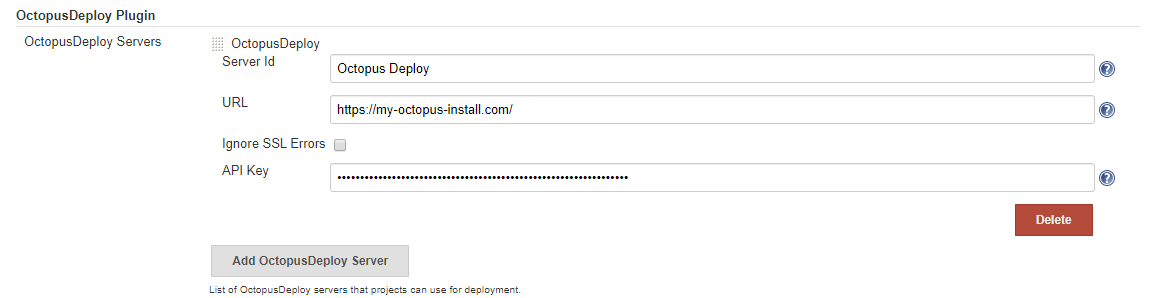 OctopusDeploy Plugin
OctopusDeploy Servers
OctopusDeploy
Server Id
Octopus Deploy
?
URL
https://my-octopus-install.com/
?
Ignore SSL Errors
API Key
••••••••••••••••••••••••••••••••••••••••••••••••••••••••••••••••
?
Delete
Add OctopusDeploy Server
List of OctopusDeploy servers that projects can use for deployment.